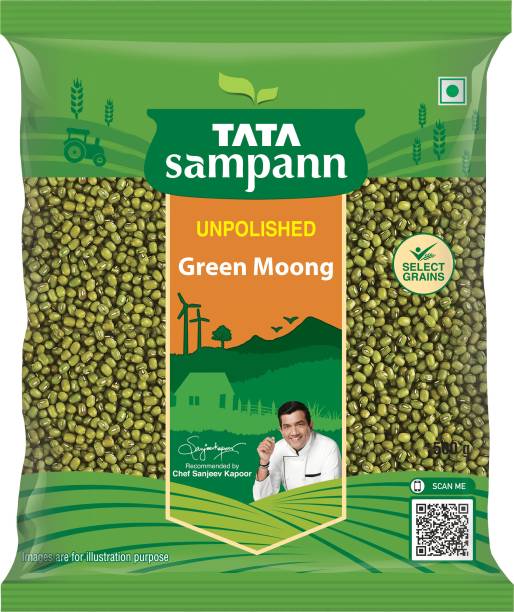 TATA
sampann
UNPOLISHED
Green Moong
SELECT
GRAINS
500 g
Recommended by
Chef Sanjeev Kapoor
SCAN ME
Images are for illustration purpose